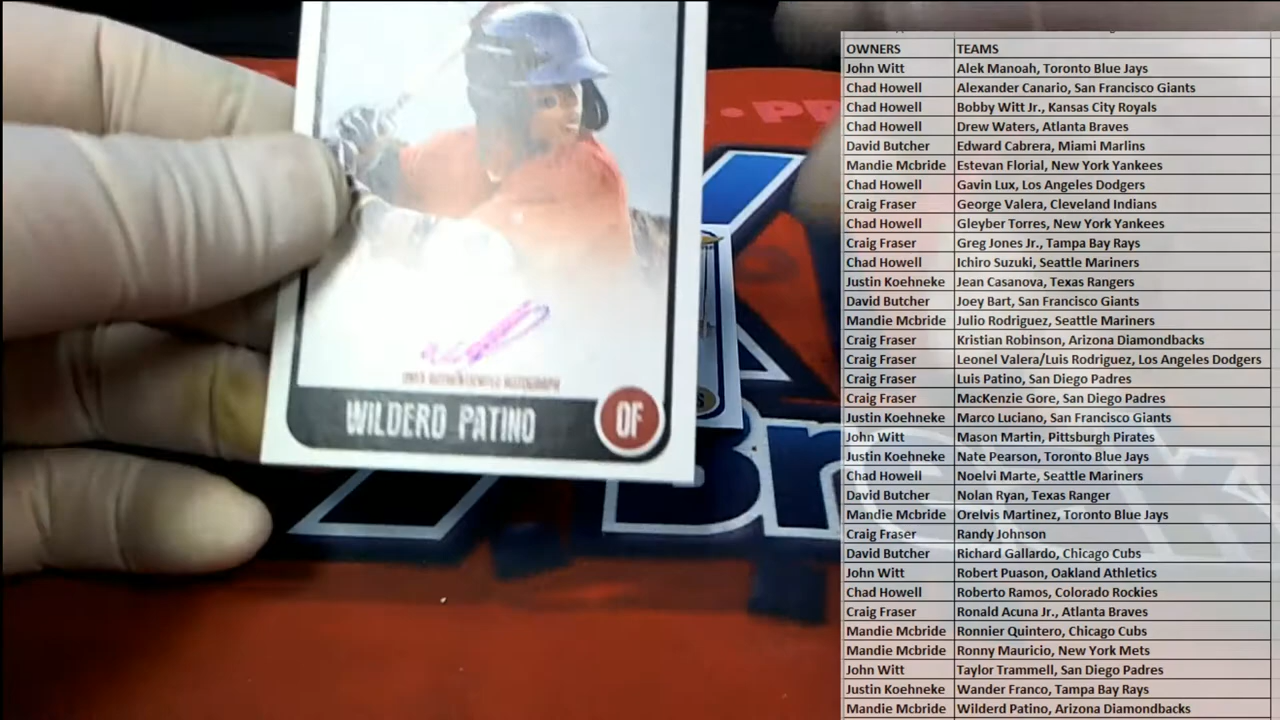 WILDERD PATINO
OF
•PR
Bre
OWNERS TEAMS
John Witt Alek Manoah, Toronto Blue Jays
Chad Howell Alexander Canario, San Francisco Giants
Chad Howell Bobby Witt Jr., Kansas City Royals
Chad Howell Drew Waters, Atlanta Braves
David Butcher Edward Cabrera, Miami Marlins
Mandie Mcbride Estevan Florial, New York Yankees
Chad Howell Gavin Lux, Los Angeles Dodgers
Craig Fraser George Valera, Cleveland Indians
Chad Howell Gleyber Torres, New York Yankees
Craig Fraser Greg Jones Jr., Tampa Bay Rays
Chad Howell Ichiro Suzuki, Seattle Mariners
Justin Koehneke Jean Casanova, Texas Rangers
David Butcher Joey Bart, San Francisco Giants
Mandie Mcbride Julio Rodriguez, Seattle Mariners
Craig Fraser Kristian Robinson, Arizona Diamondbacks
Craig Fraser Leonel Valera/Luis Rodriguez, Los Angeles Dodgers
Craig Fraser Luis Patino, San Diego Padres
Craig Fraser MacKenzie Gore, San Diego Padres
Justin Koehneke Marco Luciano, San Francisco Giants
John Witt Mason Martin, Pittsburgh Pirates
Justin Koehneke Nate Pearson, Toronto Blue Jays
Chad Howell Noelvi Marte, Seattle Mariners
David Butcher Nolan Ryan, Texas Ranger
Mandie Mcbride Orelvis Martinez, Toronto Blue Jays
Craig Fraser Randy Johnson
David Butcher Richard Gallardo, Chicago Cubs
John Witt Robert Puason, Oakland Athletics
Chad Howell Roberto Ramos, Colorado Rockies
Craig Fraser Ronald Acuna Jr., Atlanta Braves
Mandie Mcbride Ronnier Quintero, Chicago Cubs
Mandie Mcbride Ronny Mauricio, New York Mets
John Witt Taylor Trammell, San Diego Padres
Justin Koehneke Wander Franco, Tampa Bay Rays
Mandie Mcbride Wilderd Patino, Arizona Diamondbacks